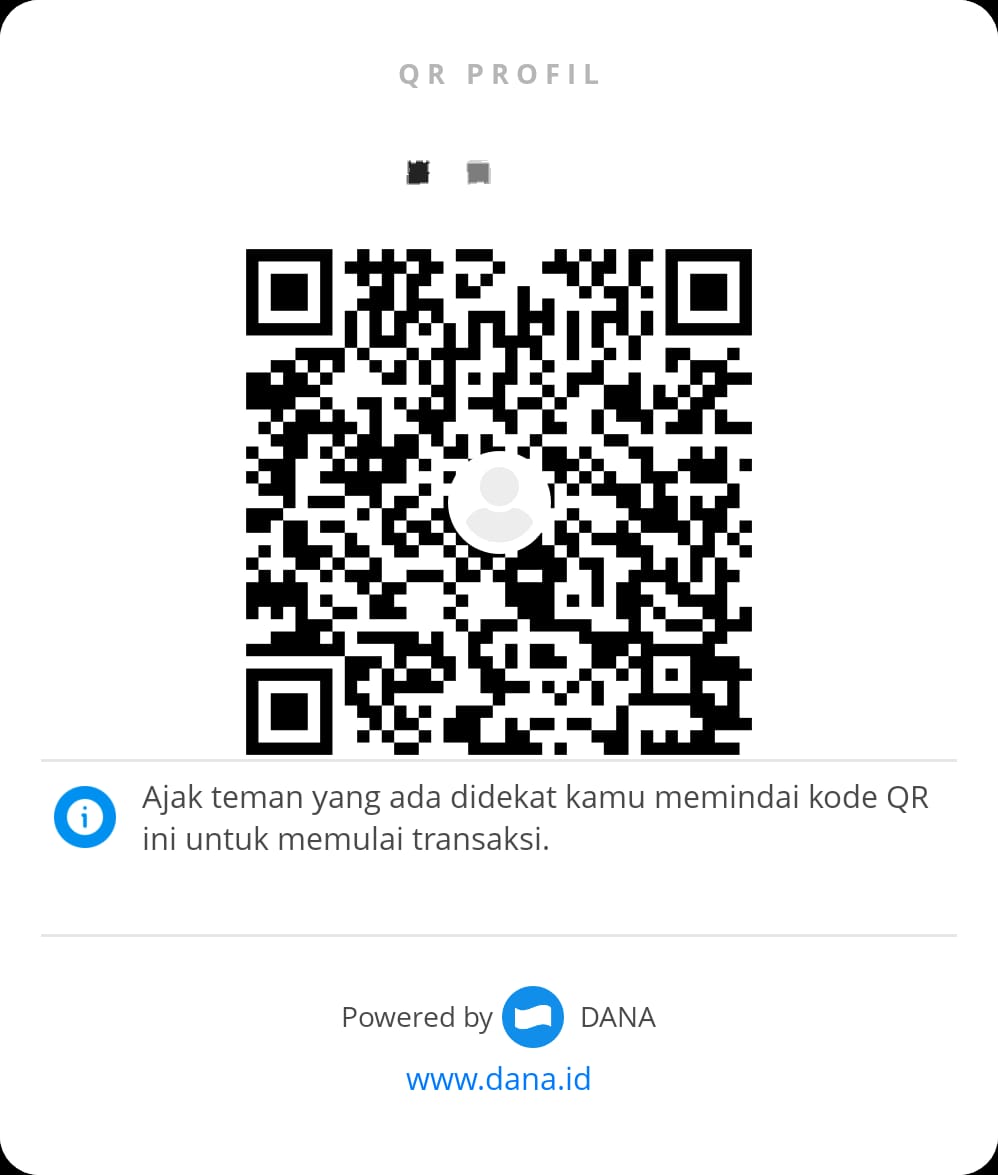 QR PROFIL
Ajak teman yang ada didekat kamu memindai kode QR
ini untuk memulai transaksi.
Powered by DANA
www.dana.id